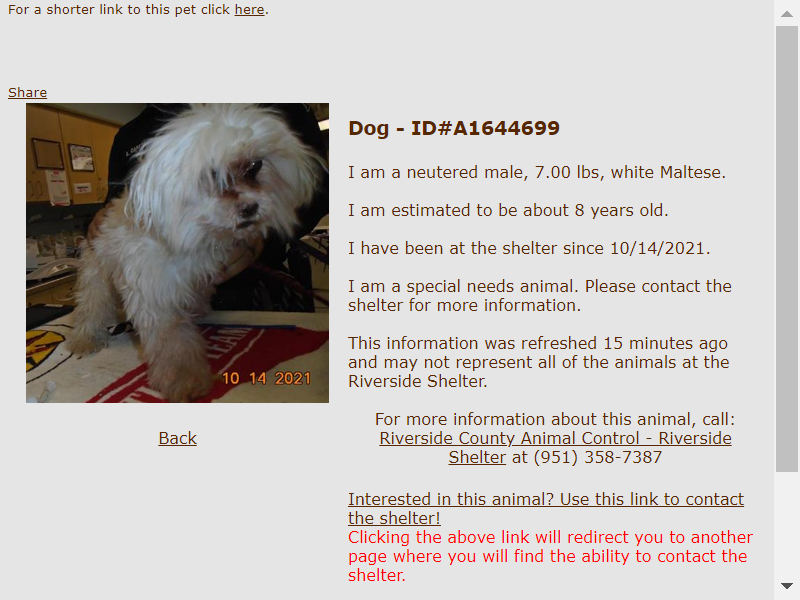 For a shorter link to this pet click here.
Share
Dog - ID#A1644699
I am a neutered male, 7.00 lbs, white Maltese.
I am estimated to be about 8 years old.
I have been at the shelter since 10/14/2021.
I am a special needs animal. Please contact the
shelter for more information.
This information was refreshed 15 minutes ago
and may not represent all of the animals at the
Riverside Shelter.
10 14 2021
For more information about this animal, call:
Riverside County Animal Control - Riverside
Shelter at (951) 358-7387
Back
Interested in this animal? Use this link to contact
the shelter!
Clicking the above link will redirect you to another
page where you will find the ability to contact the
shelter.